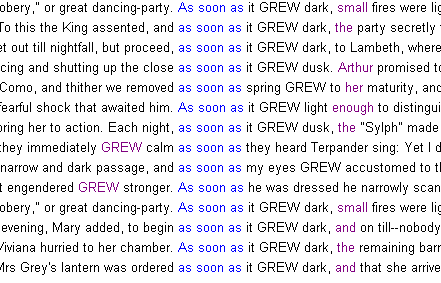 obery," or great dancing-party. As soon as it GREW dark, small fires were lig
To this the King assented, and as soon as it GREW dark, the party secretly
et out till nightfall, but proceed, as soon as it GREW dark, to Lambeth, where
cing and shutting up the close as soon as it GREW dusk. Arthur promised to
Como, and thither we removed as soon as spring GREW to her maturity, and
fearful shock that awaited him. As soon as it GREW light enough to distingui
oring her to action. Each night, as soon as it GREW dusk, the "Sylph" made
they immediately GREW calm as soon as they heard Terpander sing: Yet I d
narrow and dark passage, and as soon as my eyes GREW accustomed to th
t engendered GREW stronger. As soon as he was dressed he narrowly scan
obery," or great dancing-party. As soon as it GREW dark, small fires were lig
evening, Mary added, to begin as soon as it GREW dark, and on till--nobody
Viviana hurried to her chamber. As soon as it GREW dark, the remaining barr
Mrs Grey's lantern was ordered as soon as it GREW dark, and that she arrive